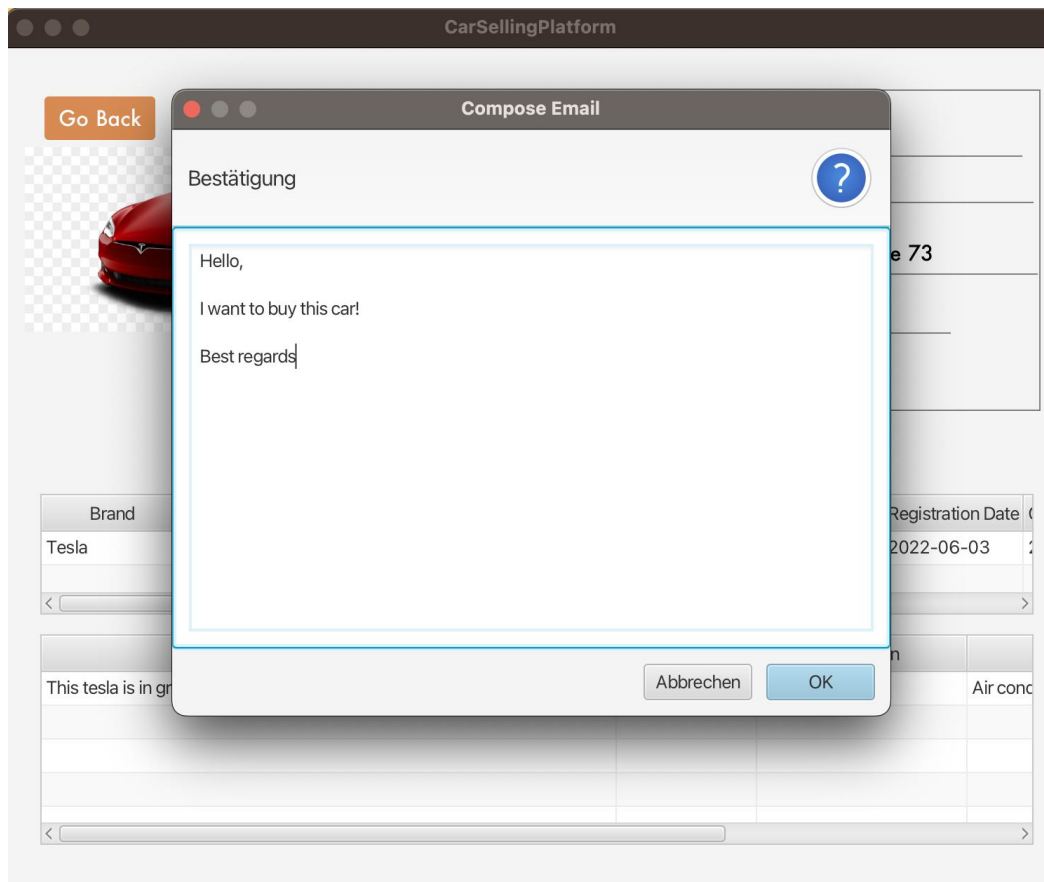 CarSellingPlatform
Go Back
Compose Email
Bestätigung
?
Hello,
I want to buy this car!
Best regards
e 73
Brand
Registration Date
Tesla
2022-06-03
n
This tesla is in gr
Air cond
Abbrechen
OK